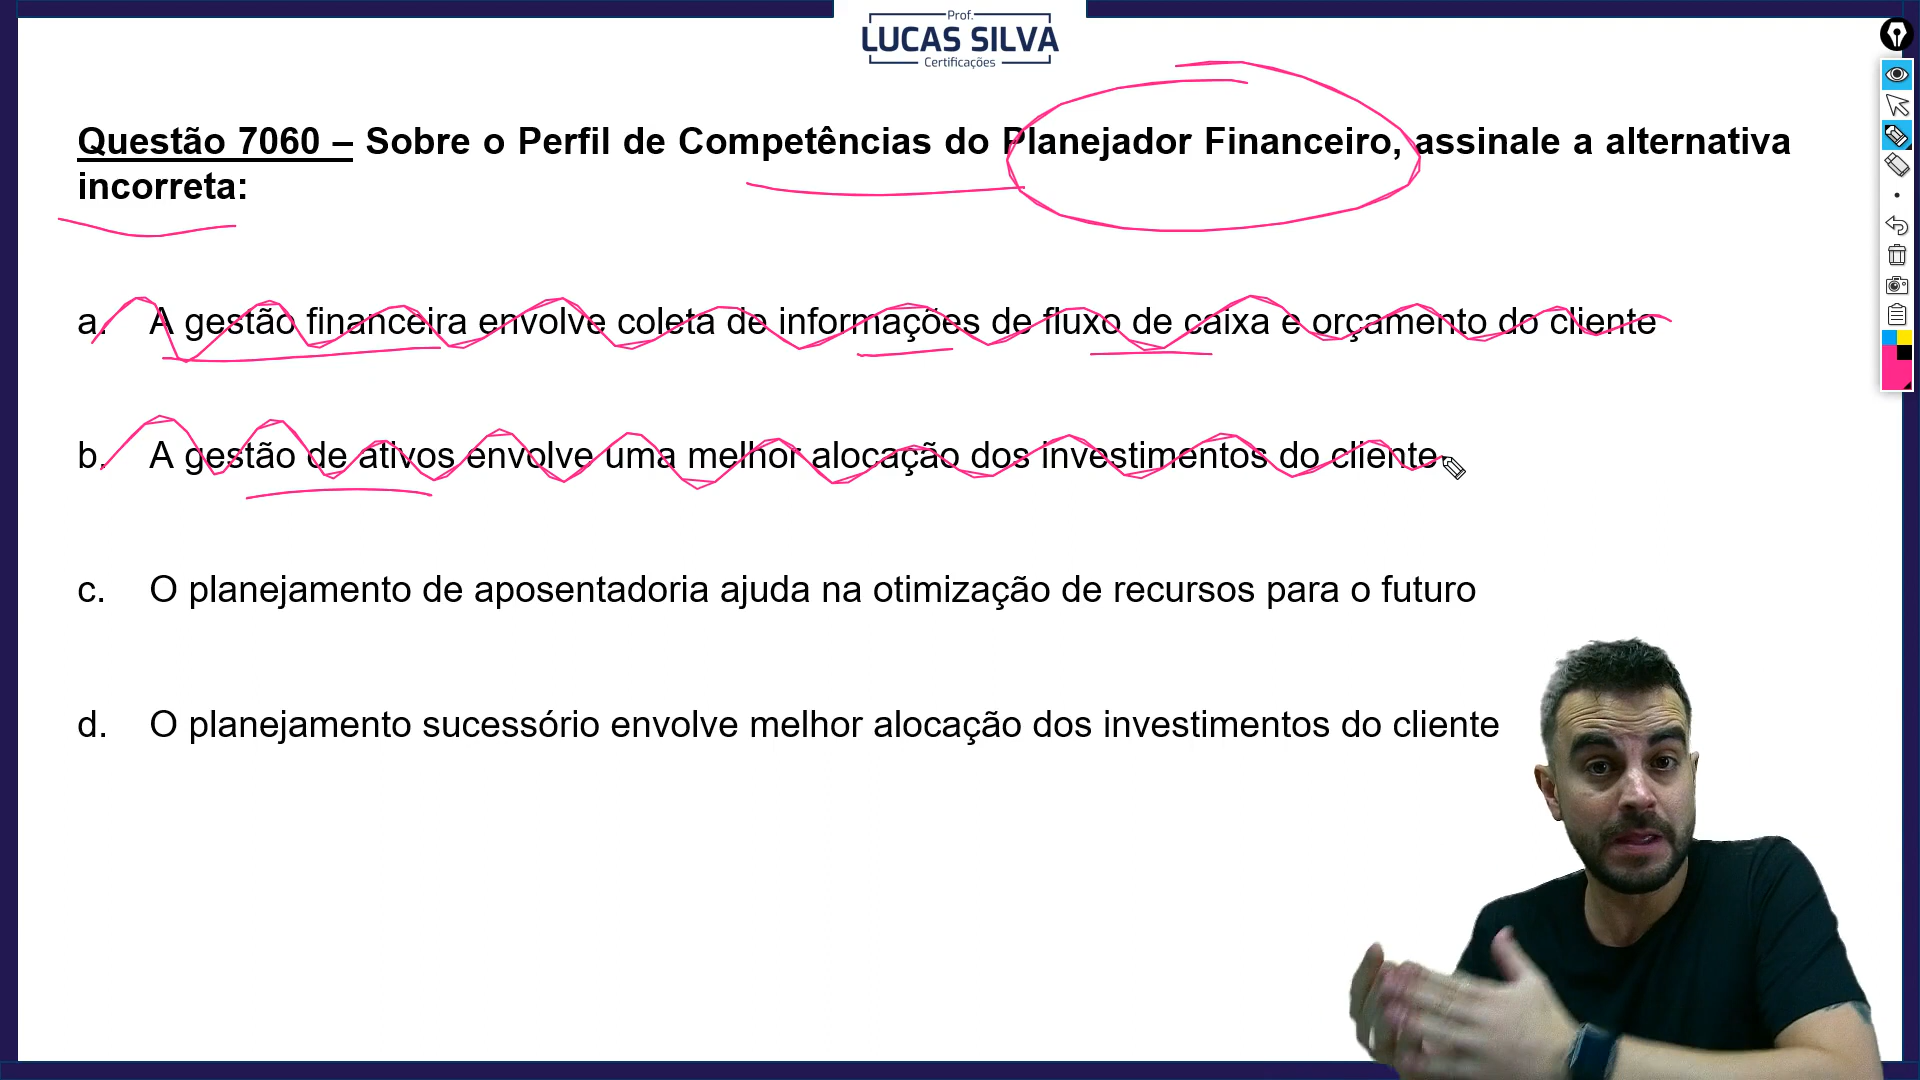 Prof.
LUCAS SILVA
Certificações
Questão 7060 – Sobre o Perfil de Competências do Planejador Financeiro, assinale a alternativa
incorreta:
a. A gestão financeira envolve coleta de informações de fluxo de caixa e orçamento do cliente
b. A gestão de ativos envolve uma melhor alocação dos investimentos do cliente
c. O planejamento de aposentadoria ajuda na otimização de recursos para o futuro
d. O planejamento sucessório envolve melhor alocação dos investimentos do cliente